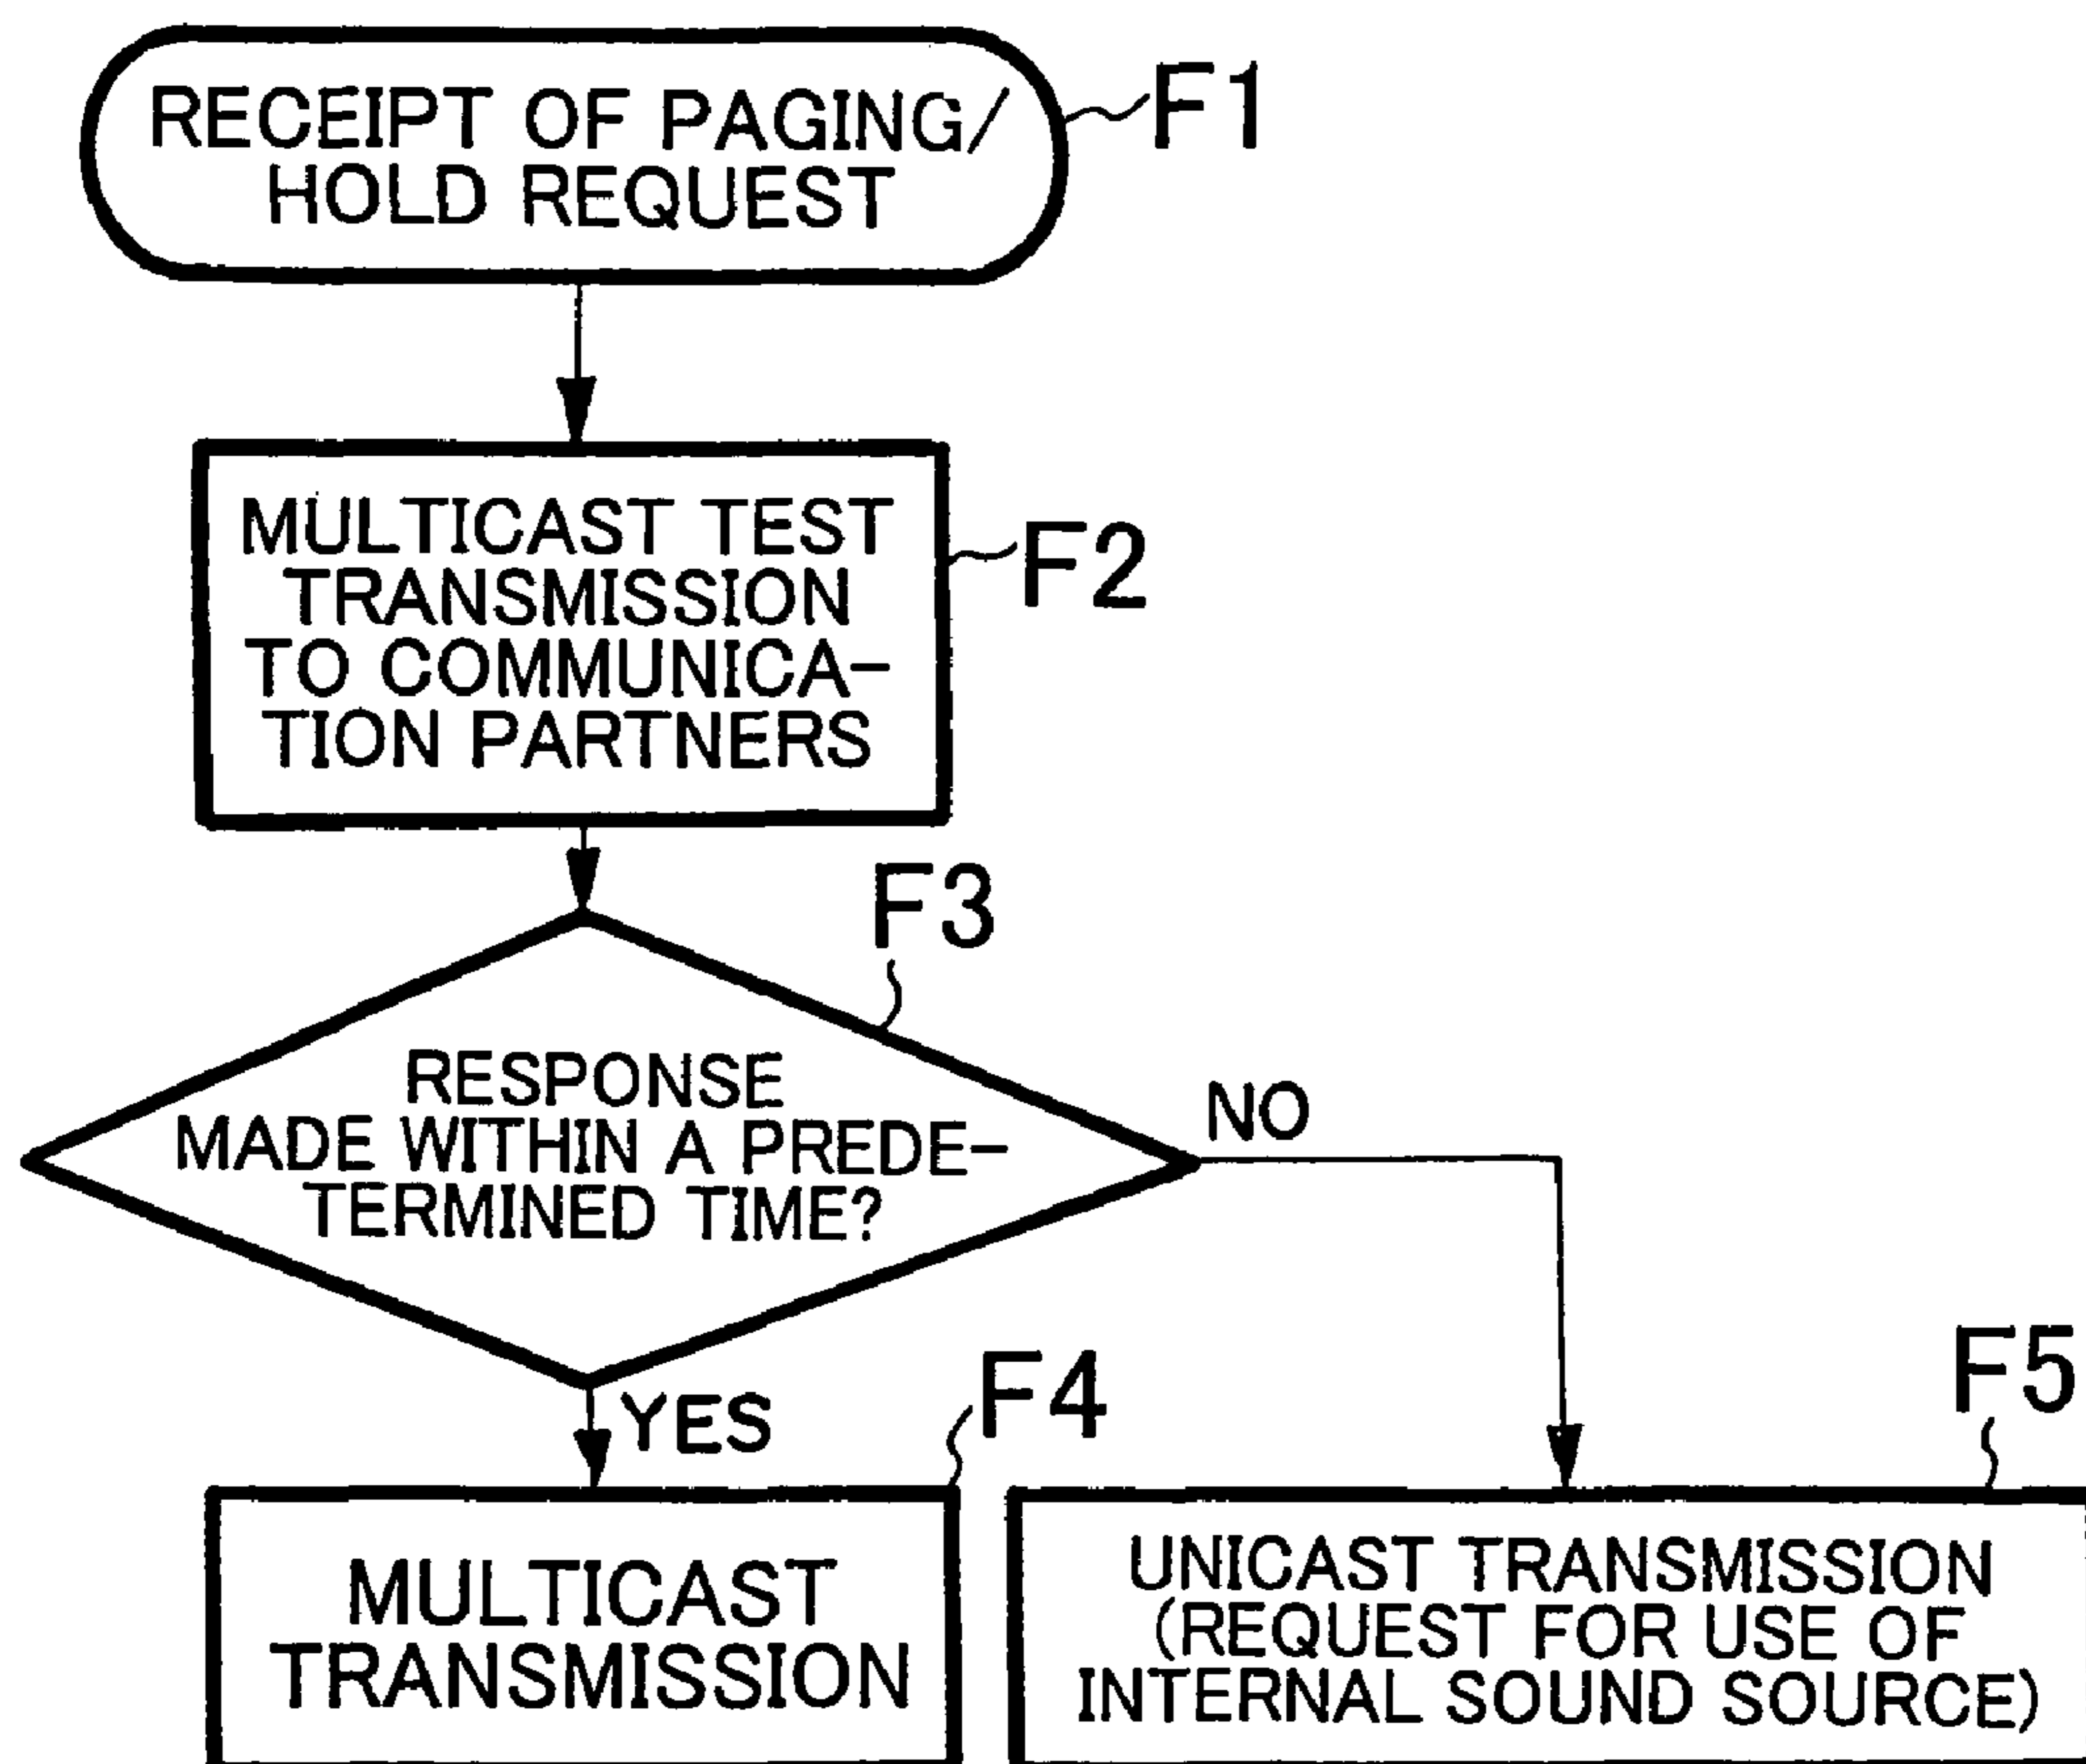 RECEIPT OF PAGING/
HOLD REQUEST
F1
MULTICAST TEST
TRANSMISSION
TO COMMUNICA-
TION PARTNERS
F2
F3
RESPONSE
MADE WITHIN A PREDE-
TERMINED TIME?
NO
YES
F4
MULTICAST
TRANSMISSION
F5
UNICAST TRANSMISSION
(REQUEST FOR USE OF
INTERNAL SOUND SOURCE)